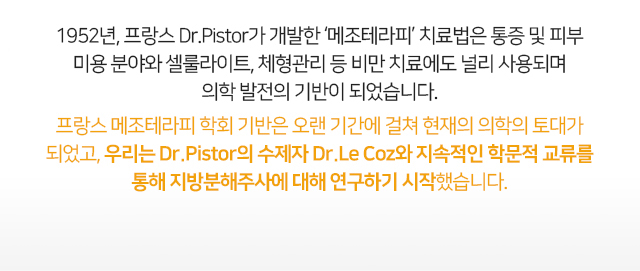 1952년, 프랑스 Dr.Pistor가 개발한 '메조테라피' 치료법은 통증 및 피부
미용 분야와 셀룰라이트, 체형관리 등 비만 치료에도 널리 사용되며
의학 발전의 기반이 되었습니다.
프랑스 메조테라피 학회 기반은 오랜 기간에 걸쳐 현재의 의학의 토대가
되었고, 우리는 Dr.Pistor의 수제자 Dr.Le Coz와 지속적인 학문적 교류를
통해 지방분해주사에 대해 연구하기 시작했습니다.